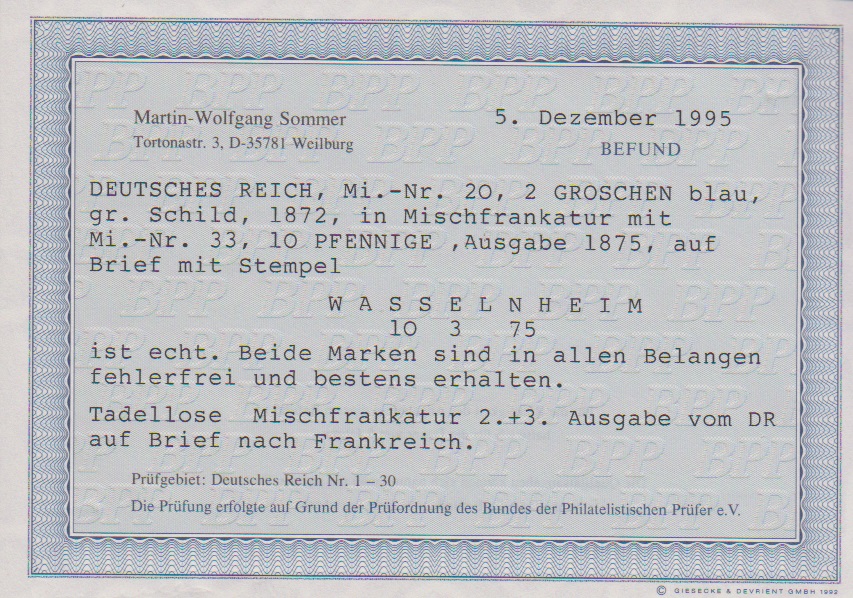 Martin-Wolfgang Sommer
Tortonastr. 3, D-35781 Weilburg
5. Dezember 1995
BEFUND
DEUTSCHES REICH, Mi.-Nr. 20, 2 GROSCHEN blau,
gr. Schild, 1872, in Mischfrankatur mit
Mi.-Nr. 33, 10 PFENNIGE ,Ausgabe 1875, auf
Brief mit Stempel
W A S S E L N H E I M
10 3 75
ist echt. Beide Marken sind in allen Belangen
fehlerfrei und bestens erhalten.
Tadellose Mischfrankatur 2.+3. Ausgabe vom DR
auf Brief nach Frankreich.
Prüfgebiet: Deutsches Reich Nr. 1 – 30
Die Prüfung erfolgte auf Grund der Prüfordnung des Bundes der Philatelistischen Prüfer e.V.
© GIESECKE & DEVRIENT GMBH 1992